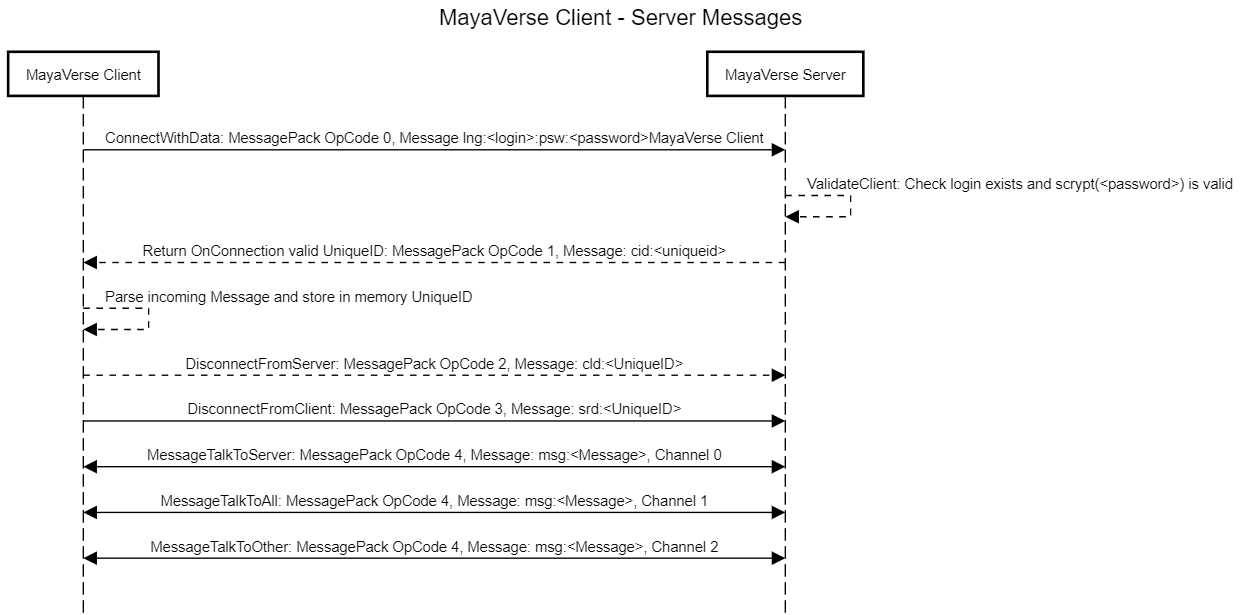 MayaVerse Client - Server Messages
MayaVerse Client
MayaVerse Server
ConnectWithData: MessagePack OpCode 0, Message lng:<login>:psw:<password>MayaVerse Client
ValidateClient: Check login exists and scrypt(<password>) is valid
Return OnConnection valid UniqueID: MessagePack OpCode 1, Message: cid:<uniqueid>
Parse incoming Message and store in memory UniqueID
DisconnectFromServer: MessagePack OpCode 2, Message: cld:<UniqueID>
DisconnectFromClient: MessagePack OpCode 3, Message: srd:<UniqueID>
MessageTalkToServer: MessagePack OpCode 4, Message: msg:<Message>, Channel 0
MessageTalkToAll: MessagePack OpCode 4, Message: msg:<Message>, Channel 1
MessageTalkToOther: MessagePack OpCode 4, Message: msg:<Message>, Channel 2